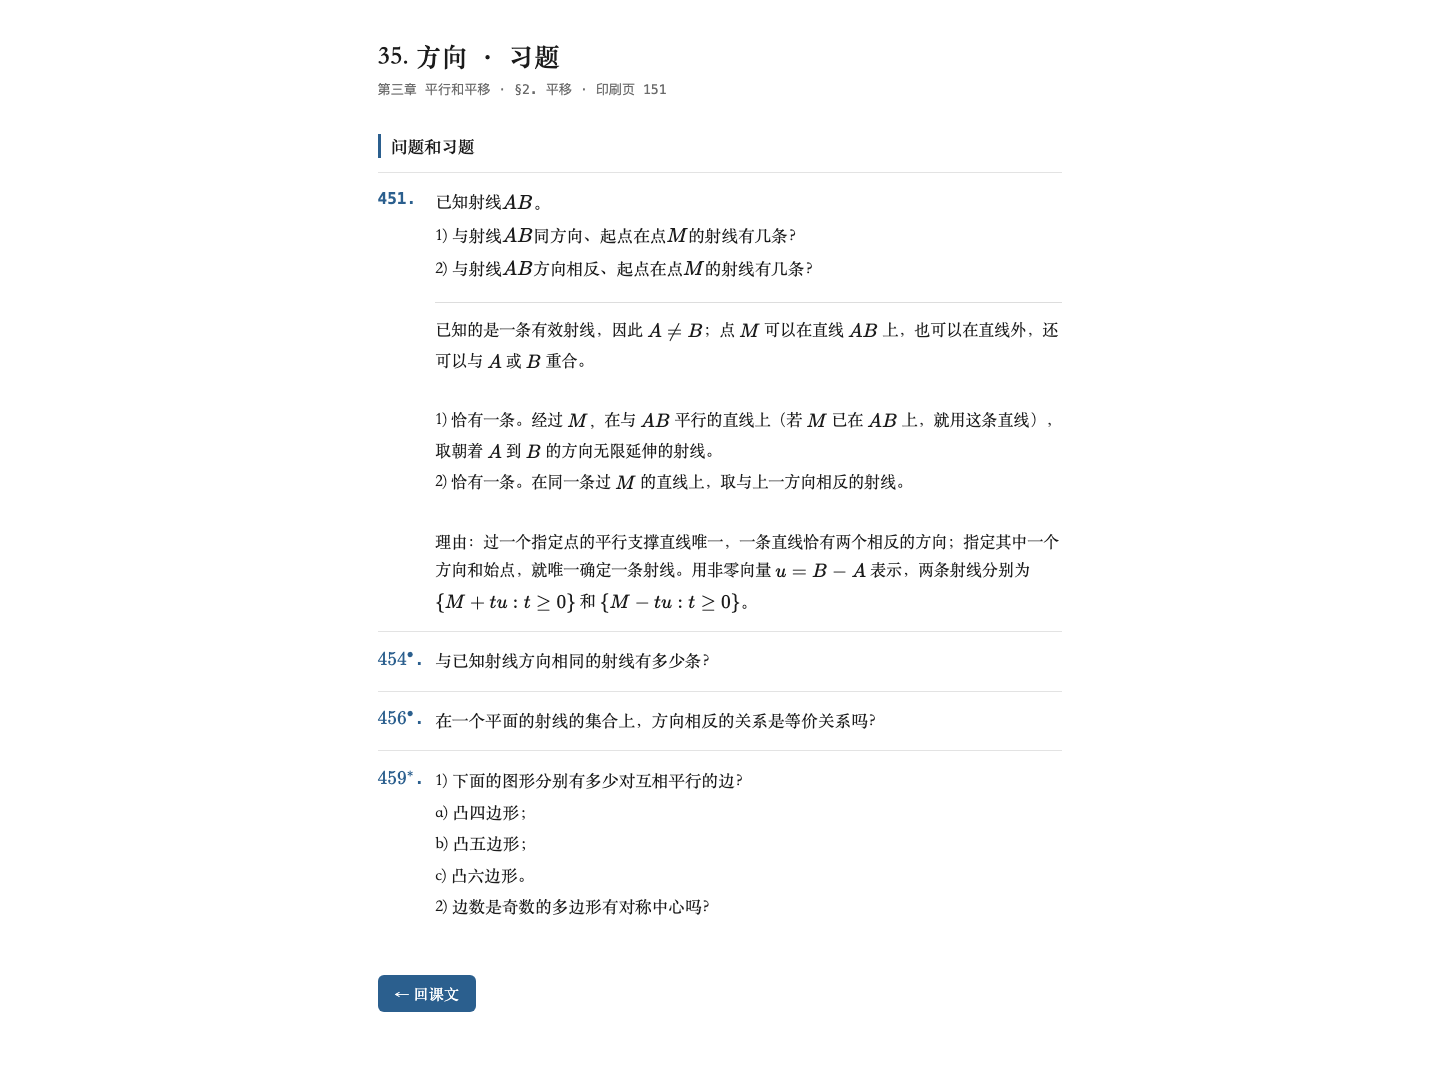 35. 方向 · 习题
第三章 平行和平移 · §2. 平移 · 印刷页 151
问题和习题
451. 已知射线AB。
1) 与射线AB同方向、起点在点M的射线有几条?
2) 与射线AB方向相反、起点在点M的射线有几条?
已知的是一条有效射线，因此 A ≠ B；点 M 可以在直线 AB 上，也可以在直线外，还
可以与 A 或 B 重合。
1) 恰有一条。经过 M，在与 AB 平行的直线上（若 M 已在 AB 上，就用这条直线），
取朝着 A 到 B 的方向无限延伸的射线。
2) 恰有一条。在同一条过 M 的直线上，取与上一方向相反的射线。
理由：过一个指定点的平行支撑直线唯一，一条直线恰有两个相反的方向；指定其中一个
方向和始点，就唯一确定一条射线。用非零向量 u = B − A 表示，两条射线分别为
{M + tu : t ≥ 0} 和 {M − tu : t ≥ 0}。
454•. 与已知射线方向相同的射线有多少条?
456•. 在一个平面的射线的集合上，方向相反的关系是等价关系吗?
459*. 1) 下面的图形分别有多少对互相平行的边?
a) 凸四边形；
b) 凸五边形；
c) 凸六边形。
2) 边数是奇数的多边形有对称中心吗?
← 回课文